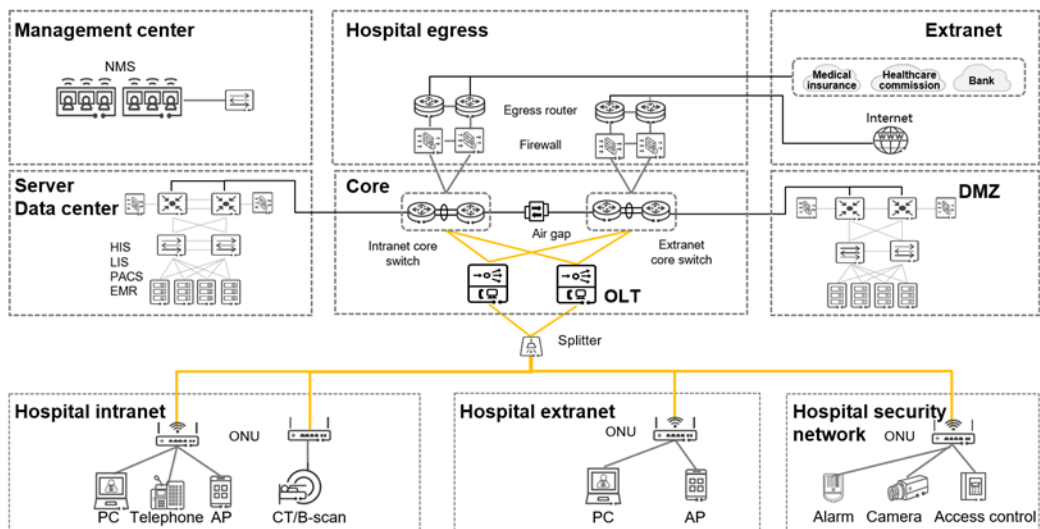 Management center
NMS
Hospital egress
Egress router
Firewall
Extranet
Medical
insurance
Healthcare
commission
Bank
Internet
WWW
Server
Data center
HIS
LIS
PACS
EMR
Core
Intranet core
switch
Air gap
Extranet
core switch
OLT
DMZ
Splitter
Hospital intranet
ONU
PC
Telephone
AP
CT/B-scan
Hospital extranet
ONU
PC
AP
Hospital security
network
ONU
Alarm
Camera
Access control